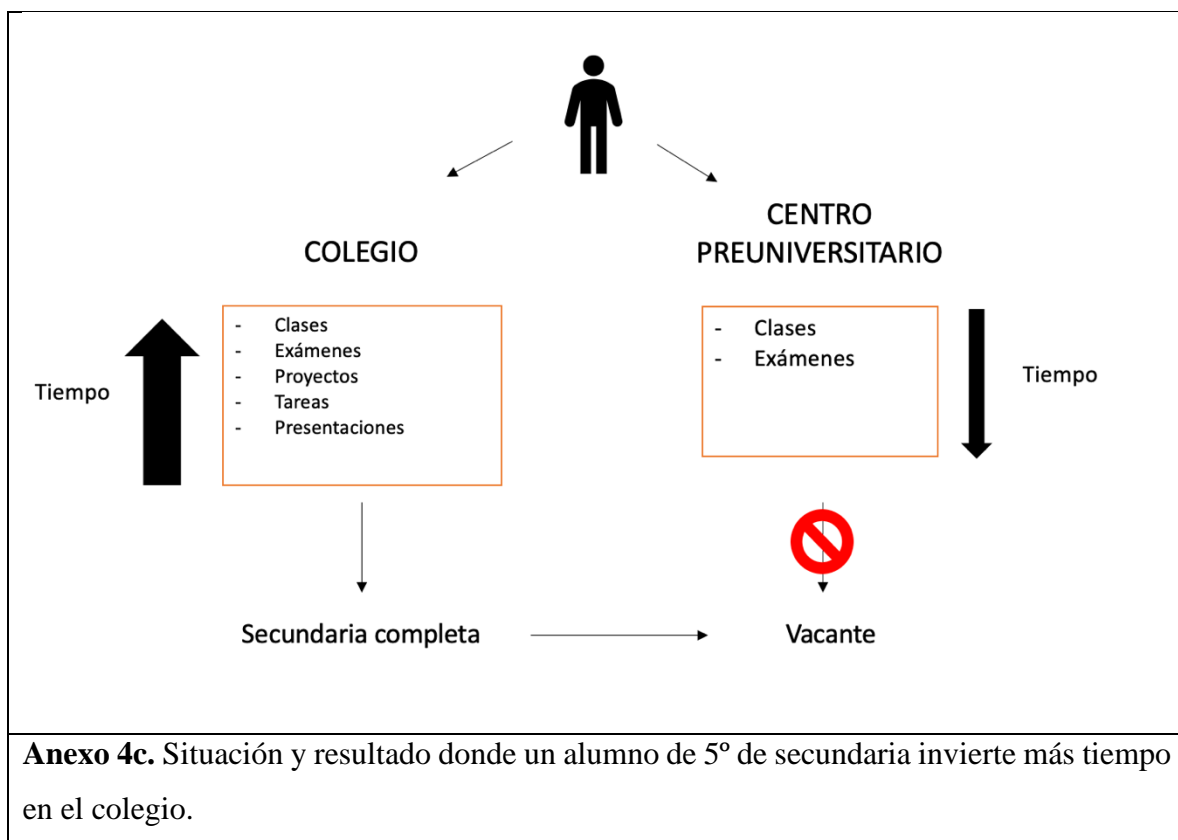 COLEGIO
CENTRO
PREUNIVERSITARIO
Tiempo
- Clases
- Exámenes
- Proyectos
- Tareas
- Presentaciones
- Clases
- Exámenes
Tiempo
Secundaria completa
Vacante
Anexo 4c. Situación y resultado donde un alumno de 5º de secundaria invierte más tiempo
en el colegio.